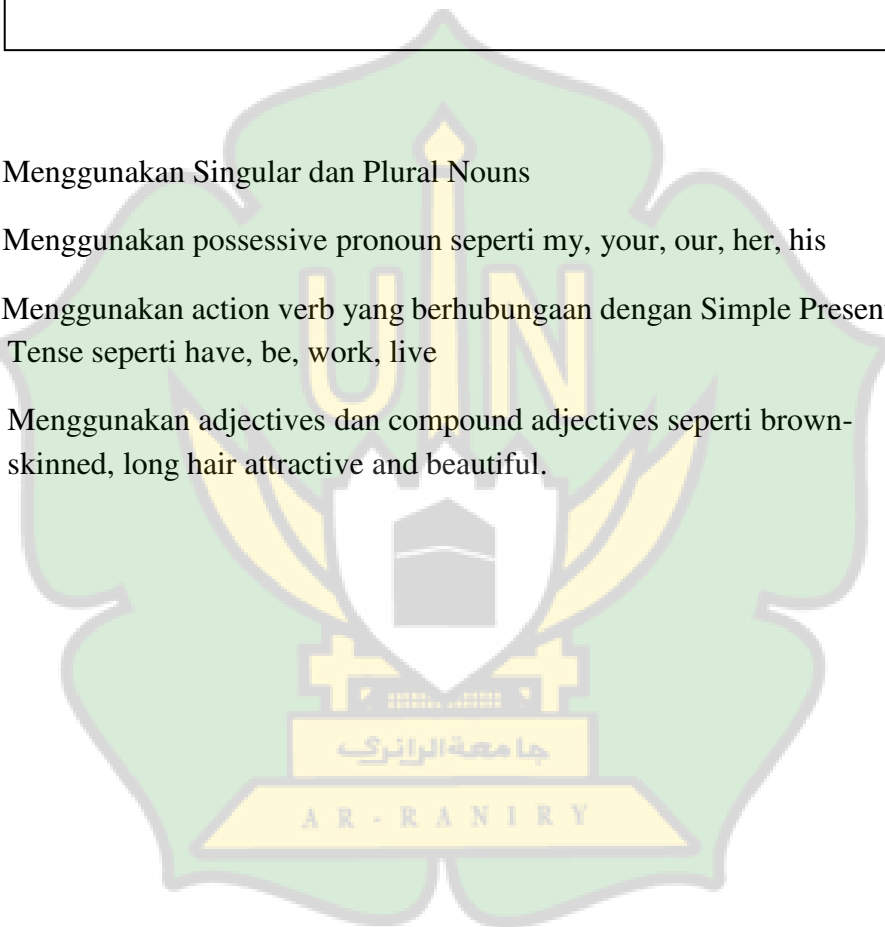 Menggunakan Singular dan Plural Nouns
Menggunakan possessive pronoun seperti my, your, our, her, his
Menggunakan action verb yang berhubungaan dengan Simple Present
Tense seperti have, be, work, live
Menggunakan adjectives dan compound adjectives seperti brown-
skinned, long hair attractive and beautiful.
UIN
جامعة الرانري
AR-RANIRY